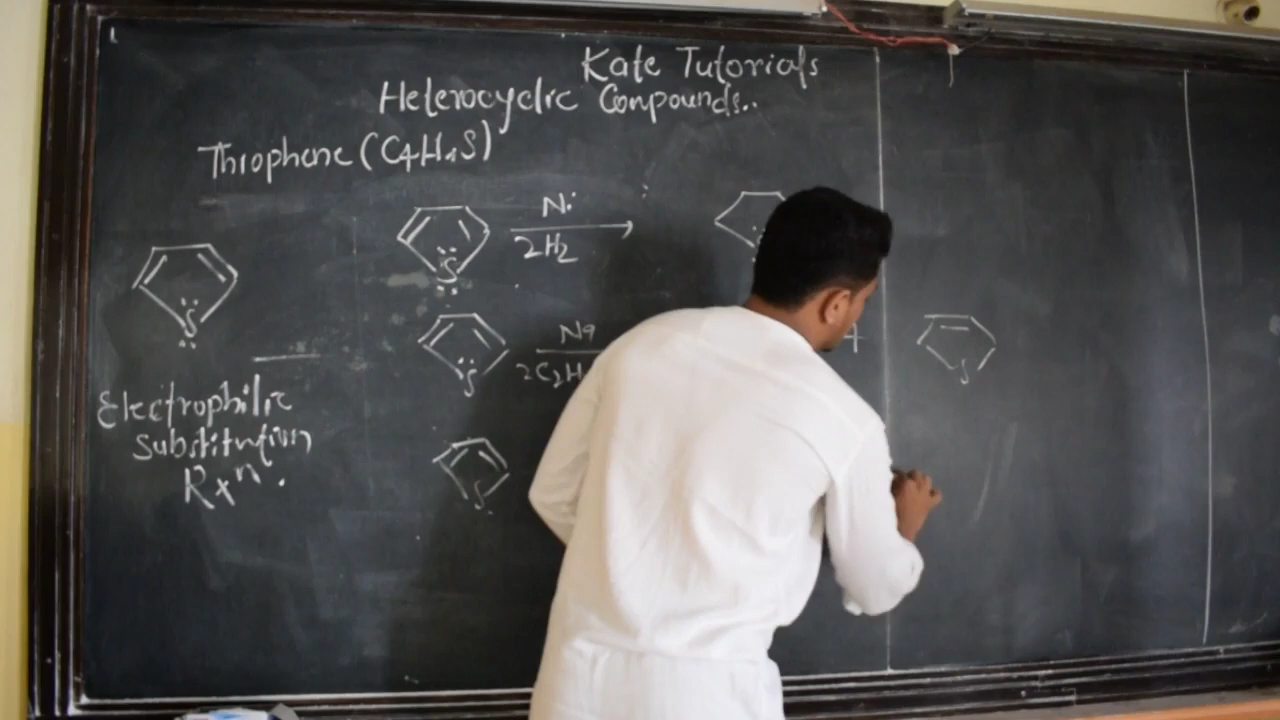 Kate Tutorials
Heterocyclic Compounds..
Thiophene (C4H4S)
Ni
2H2
S
S
S
Na
2C2H
S
S
S
Electrophilic
Substitution
Rxn.